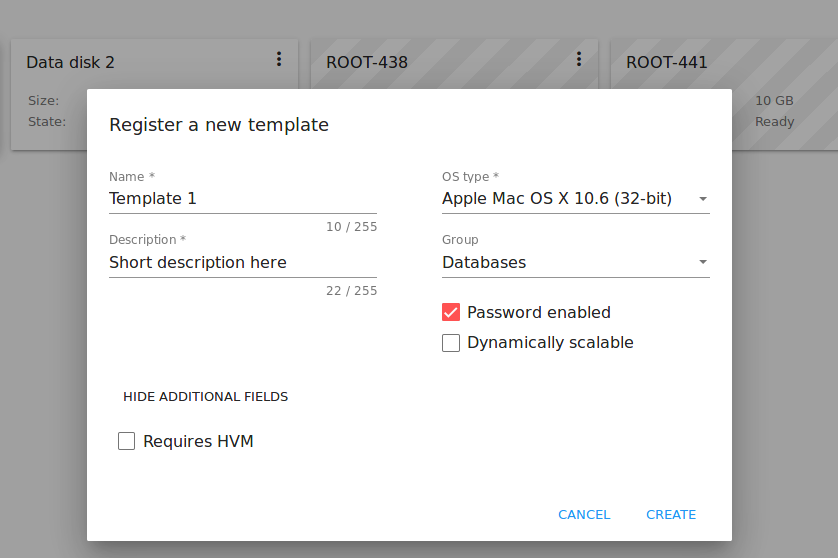 Data disk 2
ROOT-438
ROOT-441
Size:
10 GB
State:
Ready
Register a new template
Name *
Template 1
10 / 255
Description *
Short description here
22 / 255
OS type *
Apple Mac OS X 10.6 (32-bit)
Group
Databases
Password enabled
Dynamically scalable
HIDE ADDITIONAL FIELDS
Requires HVM
CANCEL
CREATE